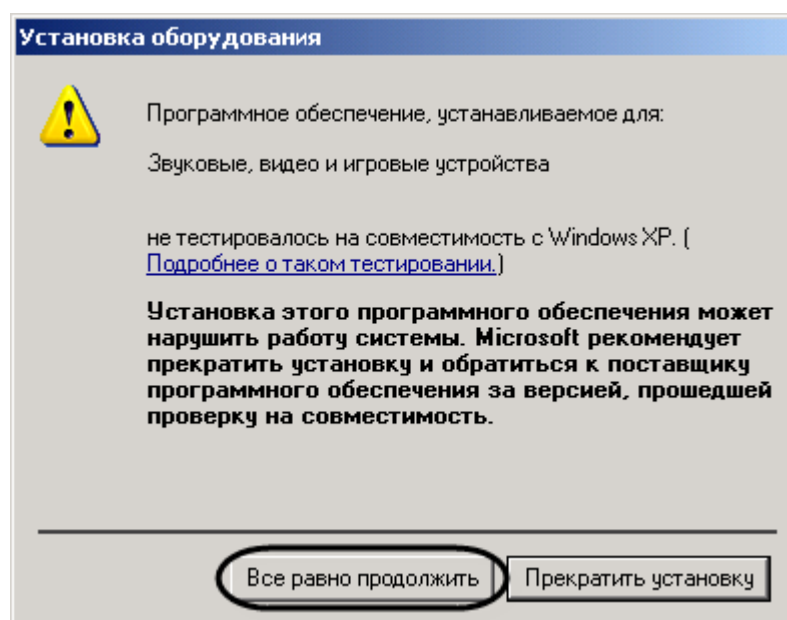 Установка оборудования
Программное обеспечение, устанавливаемое для:
Звуковые, видео и игровые устройства
не тестировалось на совместимость с Windows XP. (
Подробнее о таком тестировании.)
Установка этого программного обеспечения может
нарушить работу системы. Microsoft рекомендует
прекратить установку и обратиться к поставщику
программного обеспечения за версией, прошедшей
проверку на совместимость.
Все равно продолжить Прекратить установку